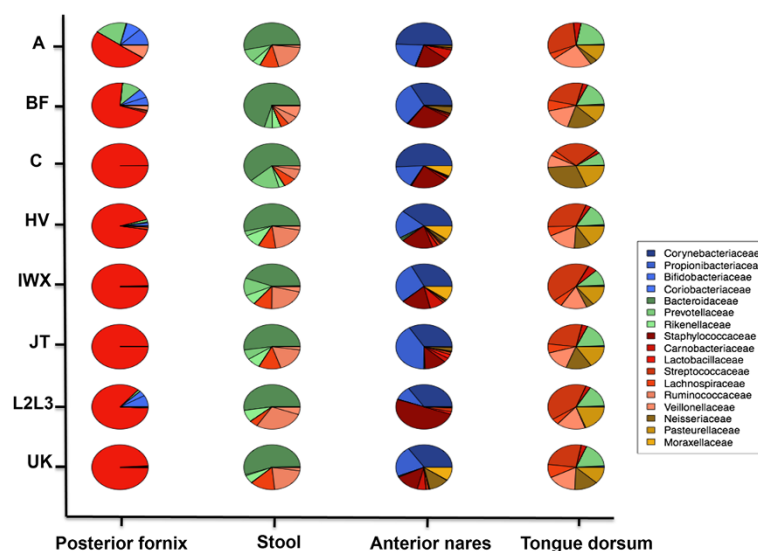 A
BF
C
HV
IWX
JT
L2L3
UK
Corynebacteriaceae
Propionibacteriaceae
Bifidobacteriaceae
Coriobacteriaceae
Bacteroidaceae
Prevotellaceae
Rikenellaceae
Staphylococcaceae
Carnobacteriaceae
Lactobacillaceae
Streptococcaceae
Lachnospiraceae
Ruminococcaceae
Veillonellaceae
Neisseriaceae
Pasteurellaceae
Moraxellaceae
Posterior fornix Stool Anterior nares Tongue dorsum